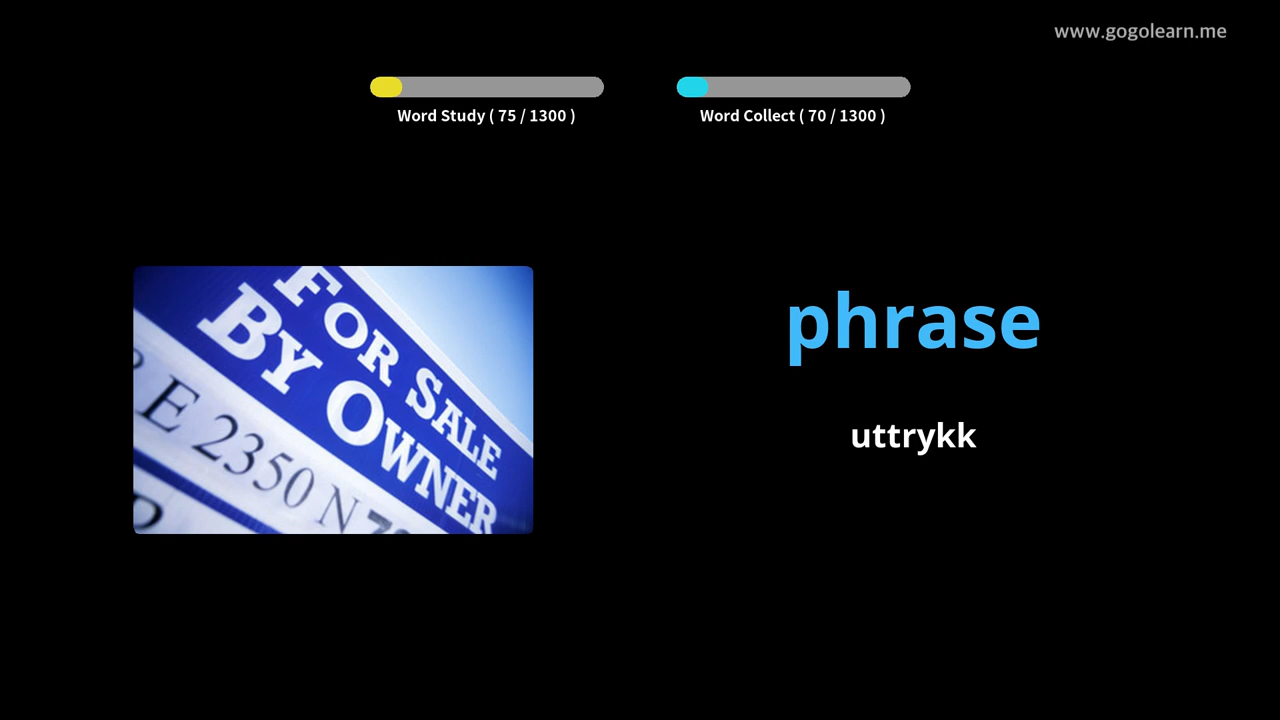 www.gogolearn.me
Word Study ( 75 / 1300 )
Word Collect ( 70 / 1300 )
FOR SALE
BY OWNER
E 2350 N
phrase
uttrykk